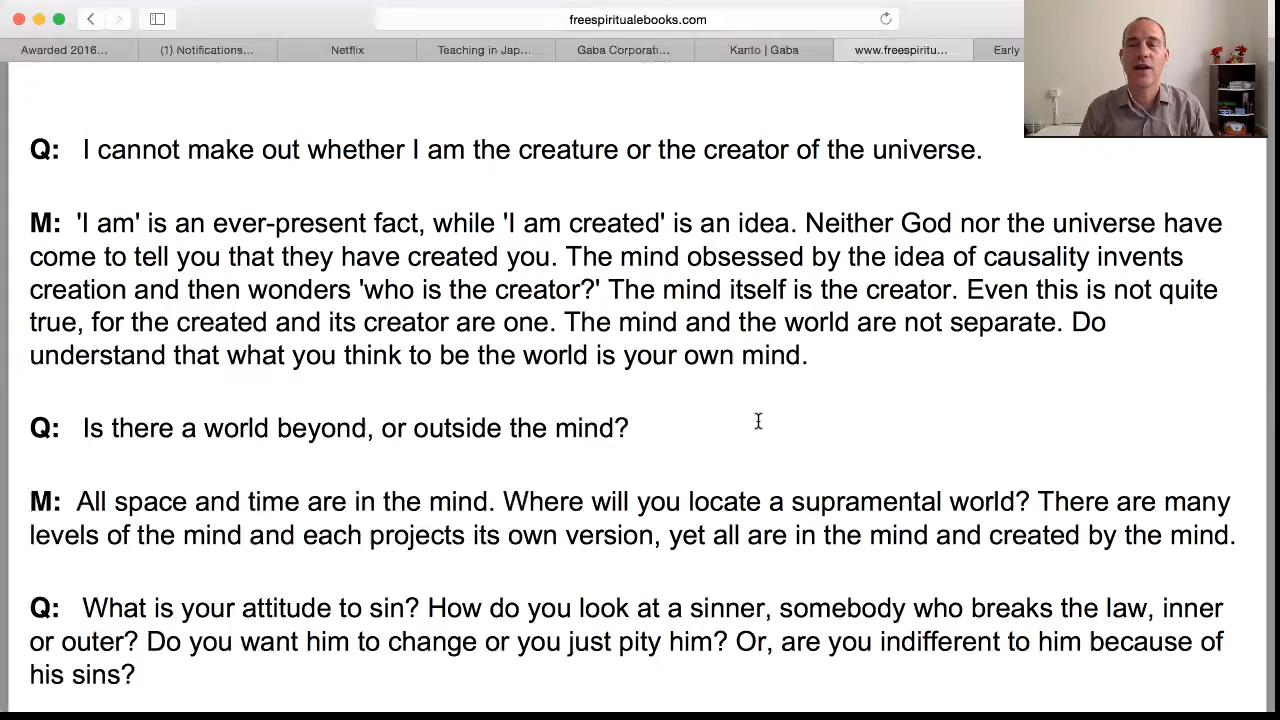 freespiritualebooks.com
Awarded 2016...
(1) Notifications...
Netflix
Teaching in Jap...
Gaba Corporati...
Kanto | Gaba
www.freespiritu...
Early
Q: I cannot make out whether I am the creature or the creator of the universe.
M: 'I am' is an ever-present fact, while 'I am created' is an idea. Neither God nor the universe have
come to tell you that they have created you. The mind obsessed by the idea of causality invents
creation and then wonders 'who is the creator?' The mind itself is the creator. Even this is not quite
true, for the created and its creator are one. The mind and the world are not separate. Do
understand that what you think to be the world is your own mind.
Q: Is there a world beyond, or outside the mind?
M: All space and time are in the mind. Where will you locate a supramental world? There are many
levels of the mind and each projects its own version, yet all are in the mind and created by the mind.
Q: What is your attitude to sin? How do you look at a sinner, somebody who breaks the law, inner
or outer? Do you want him to change or you just pity him? Or, are you indifferent to him because of
his sins?